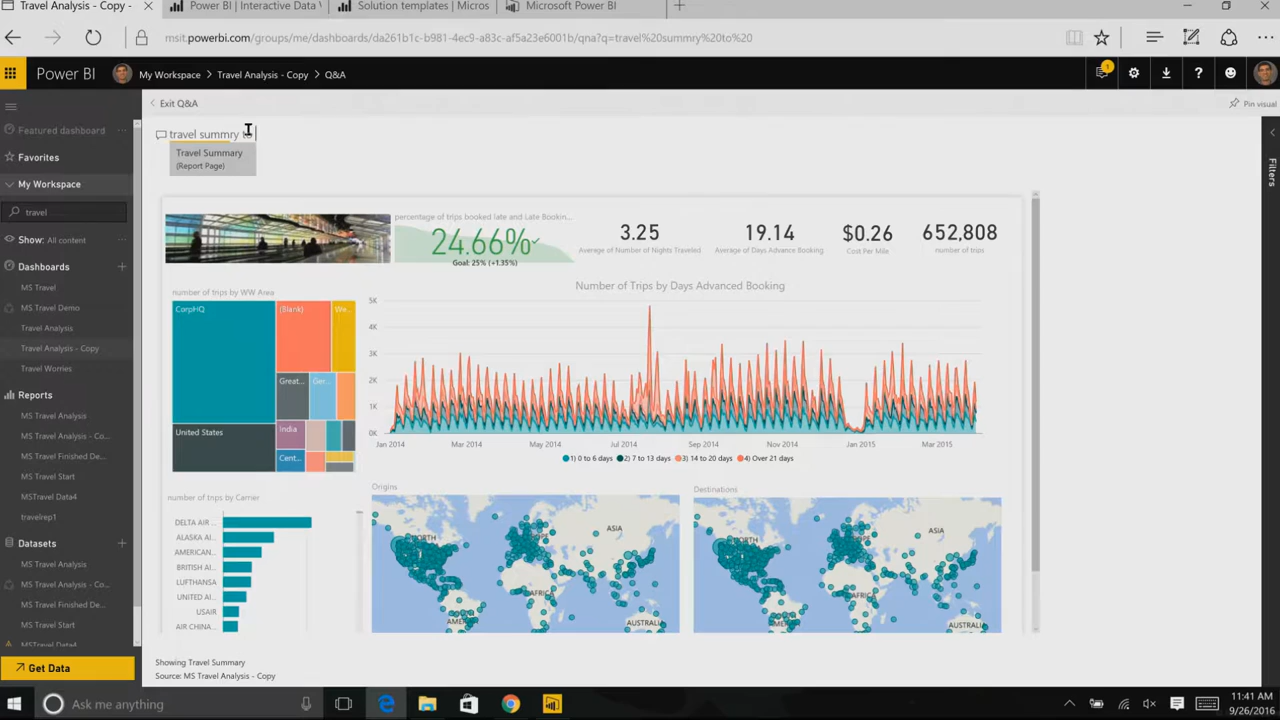 Travel Analysis - Copy -
Power BI | Interactive Data V
Solution templates | Micros
Microsoft Power BI
msit.powerbi.com/groups/me/dashboards/da261b1c-b981-4ec9-a83c-af5a23e6001b/qna?q=travel%20summry%20to%20
Power BI
My Workspace > Travel Analysis - Copy > Q&A
1
Exit Q&A
Pin visual
Featured dashboard
Favorites
My Workspace
travel
Show: All content
Dashboards
MS Travel
MS Travel Demo
Travel Analysis
Travel Analysis - Copy
Travel Worries
Reports
MS Travel Analysis
MS Travel Analysis - Co...
MS Travel Finished De...
MS Travel Start
MSTravel Data4
travelrep1
Datasets
MS Travel Analysis
MS Travel Analysis - Co...
MS Travel Finished De...
MS Travel Start
MSTravel Data4
Get Data
travel summry to
Travel Summary
(Report Page)
Filters
percentage of trips booked late and Late Bookin...
24.66%
Goal: 25% (+1.35%)
3.25
Average of Number of Nights Traveled
19.14
Average of Days Advance Booking
$0.26
Cost Per Mile
652,808
number of trips
number of trips by WW Area
CorpHQ
(Blank)
We...
Great...
Ger...
United States
India
Cent...
Number of Trips by Days Advanced Booking
5K
4K
3K
2K
1K
0K
Jan 2014 Mar 2014 May 2014 Jul 2014 Sep 2014 Nov 2014 Jan 2015 Mar 2015
1) 0 to 6 days 2) 7 to 13 days 3) 14 to 20 days 4) Over 21 days
number of trips by Carrier
DELTA AIR ...
ALASKA AI...
AMERICAN...
BRITISH AI...
LUFTHANSA
UNITED AI...
USAIR
AIR CHINA...
Origins
NORTH
AMERICA
EUROPE
ASIA
AFRICA
SOUTH
AMERICA
AUSTRALIA
Destinations
NORTH
AMERICA
EUROPE
ASIA
AFRICA
SOUTH
AMERICA
AUSTRALIA
Showing Travel Summary
Source: MS Travel Analysis - Copy
Ask me anything
11:41 AM
9/26/2016